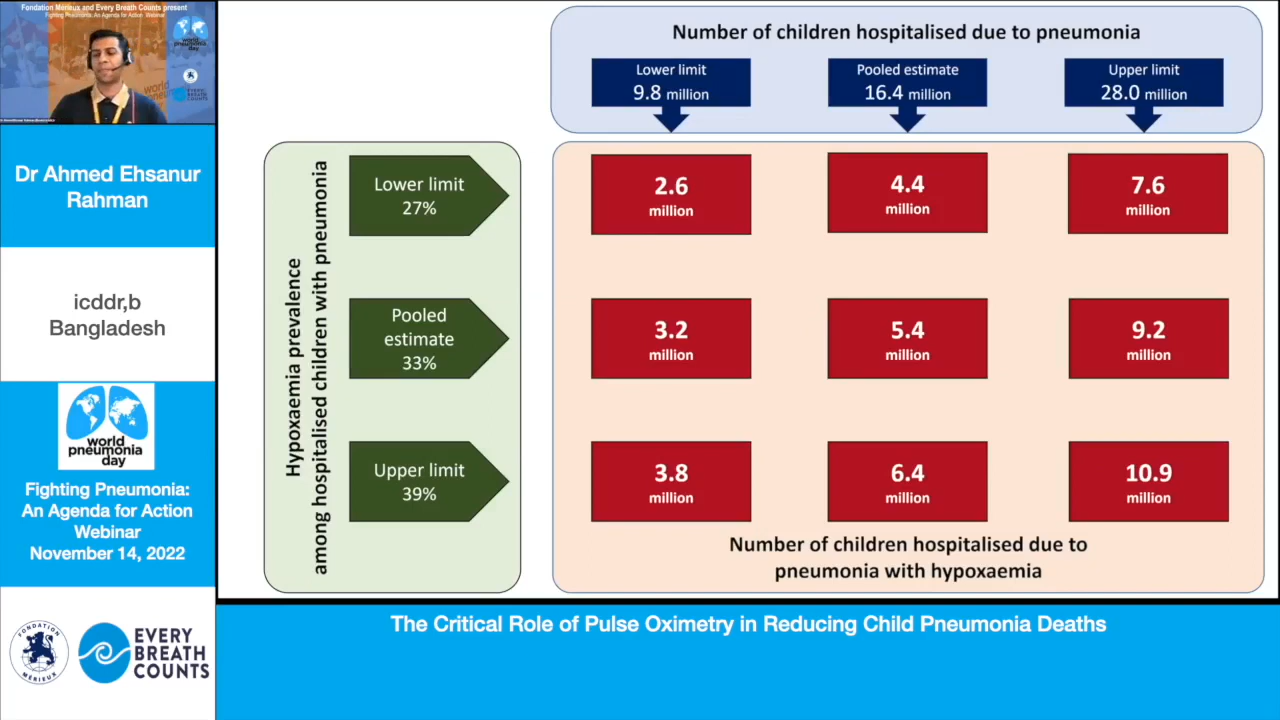 Fondation Mérieux and Every Breath Counts present
Fighting Pneumonia: An Agenda for Action Webinar
world
pneumonia
day
EVERY
BREATH
COUNTS
Dr Ahmed Ehsanur
Rahman
icddr,b
Bangladesh
world
pneumonia
day
Fighting Pneumonia:
An Agenda for Action
Webinar
November 14, 2022
FONDATION
MÉRIEUX
EVERY
BREATH
COUNTS
Number of children hospitalised due to pneumonia
Lower limit
9.8 million
Pooled estimate
16.4 million
Upper limit
28.0 million
Hypoxaemia prevalence
among hospitalised children with pneumonia
Lower limit
27%
2.6
million
4.4
million
7.6
million
Pooled
estimate
33%
3.2
million
5.4
million
9.2
million
Upper limit
39%
3.8
million
6.4
million
10.9
million
Number of children hospitalised due to
pneumonia with hypoxaemia
The Critical Role of Pulse Oximetry in Reducing Child Pneumonia Deaths